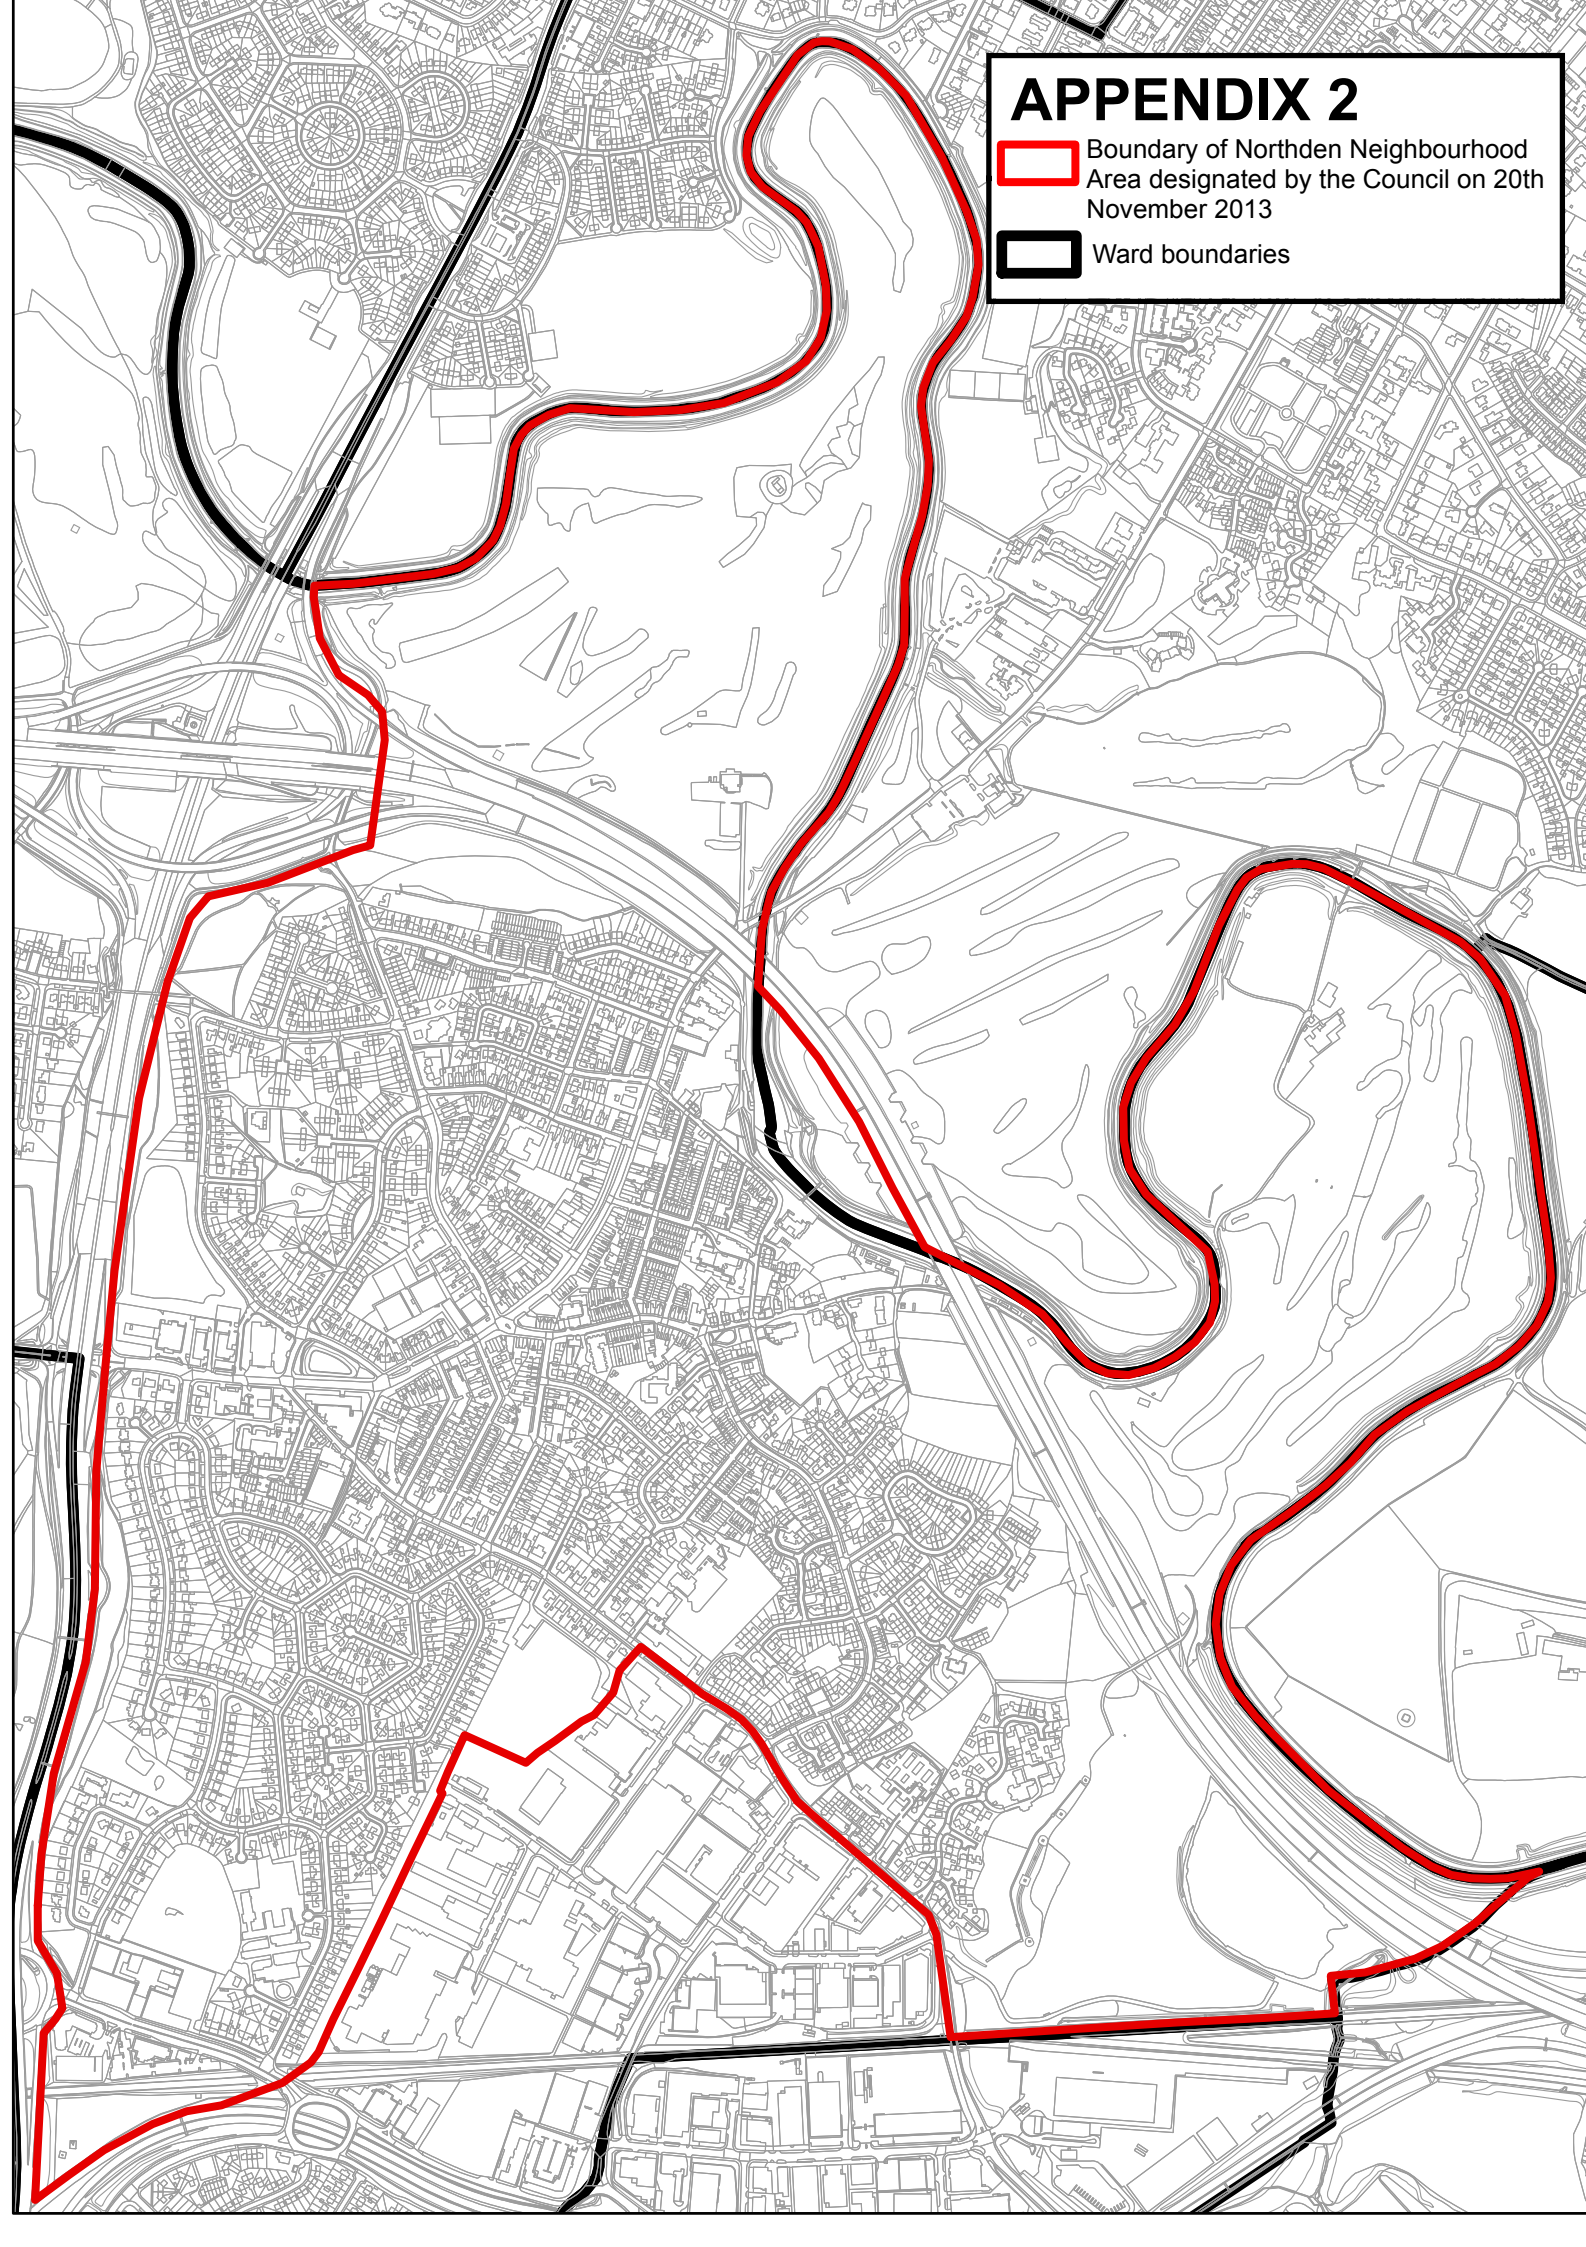 APPENDIX 2
Boundary of Northden Neighbourhood
Area designated by the Council on 20th
November 2013
Ward boundaries